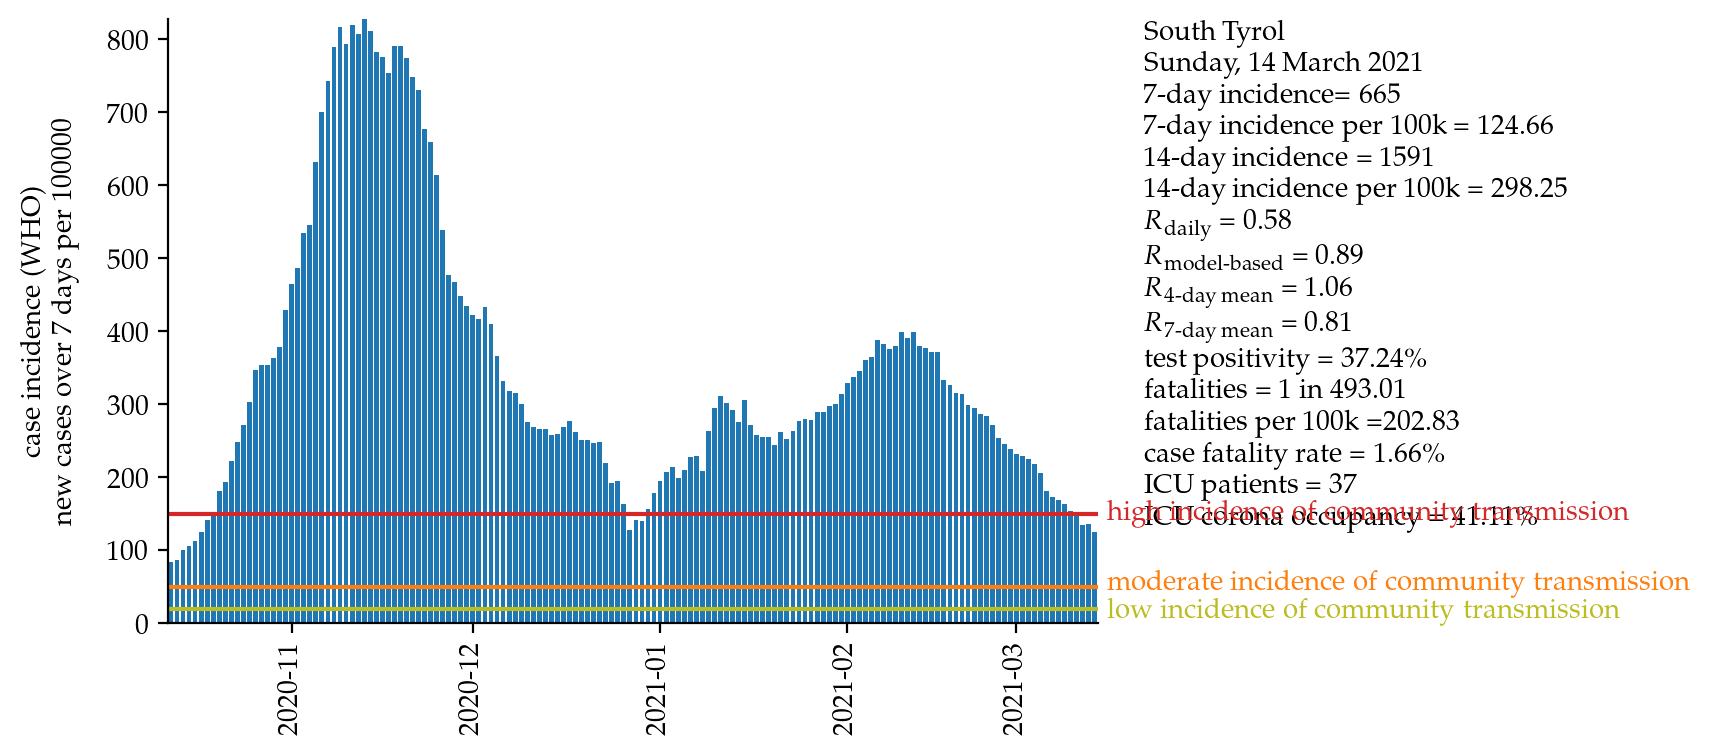 case incidence (WHO)
new cases over 7 days per 100000
800
700
600
500
400
300
200
100
0
2020-11
2020-12
2021-01
2021-02
2021-03
South Tyrol
Sunday, 14 March 2021
7-day incidence= 665
7-day incidence per 100k = 124.66
14-day incidence = 1591
14-day incidence per 100k = 298.25
R daily = 0.58
R model-based = 0.89
R 4-day mean = 1.06
R 7-day mean = 0.81
test positivity = 37.24%
fatalities = 1 in 493.01
fatalities per 100k =202.83
case fatality rate = 1.66%
ICU patients = 37
high incidence of community transmission
ICU corona occupancy = 41.11%
moderate incidence of community transmission
low incidence of community transmission